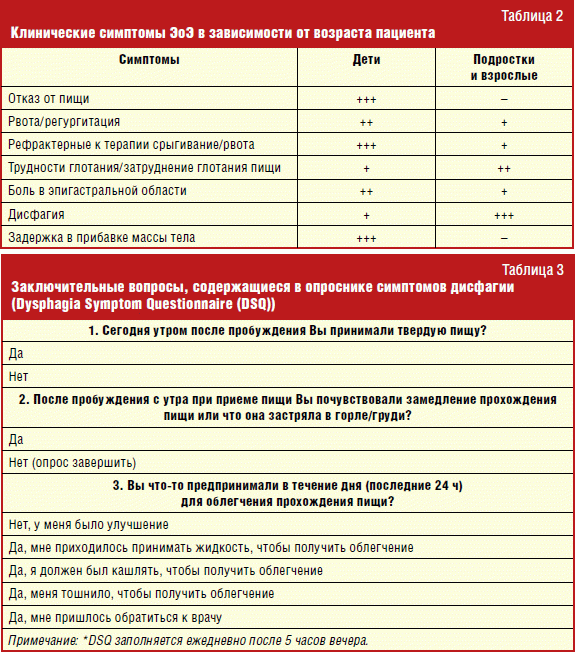 Таблица 2
Клинические симптомы ЭоЭ в зависимости от возраста пациента
Симптомы Дети Подростки
и взрослые
Отказ от пищи +++ –
Рвота/регургитация ++ +
Рефрактерные к терапии срыгивание/рвота +++ +
Трудности глотания/затруднение глотания пищи + ++
Боль в эпигастральной области ++ +
Дисфагия + +++
Задержка в прибавке массы тела +++ –
Таблица 3
Заключительные вопросы, содержащиеся в опроснике симптомов дисфагии
(Dysphagia Symptom Questionnaire (DSQ))
1. Сегодня утром после пробуждения Вы принимали твердую пищу?
Да
Нет
2. После пробуждения с утра при приеме пищи Вы почувствовали замедление прохождения
пищи или что она застряла в горле/груди?
Да
Нет (опрос завершить)
3. Вы что-то предпринимали в течение дня (последние 24 ч)
для облегчения прохождения пищи?
Нет, у меня было улучшение
Да, мне приходилось принимать жидкость, чтобы получить облегчение
Да, я должен был кашлять, чтобы получить облегчение
Да, меня тошнило, чтобы получить облегчение
Да, мне пришлось обратиться к врачу
Примечание: *DSQ заполняется ежедневно после 5 часов вечера.